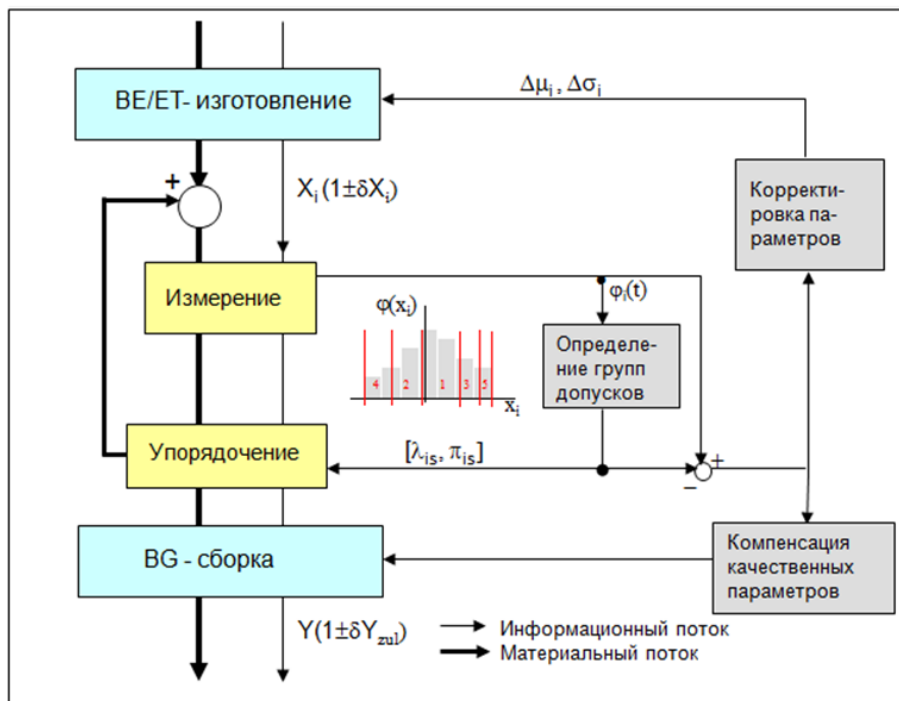 BE/ET- изготовление
Δμi, Δσi
+
Xi (1±δXi)
Корректи-
ровка па-
раметров
Измерение
φ(xi)
φi(t)
4 2 1 3 5
xi
Определе-
ние групп
допусков
Упорядочение
[λis, πis]
+
–
BG - сборка
Компенсация
качественных
параметров
Y(1±δYzul)
Информационный поток
Материальный поток